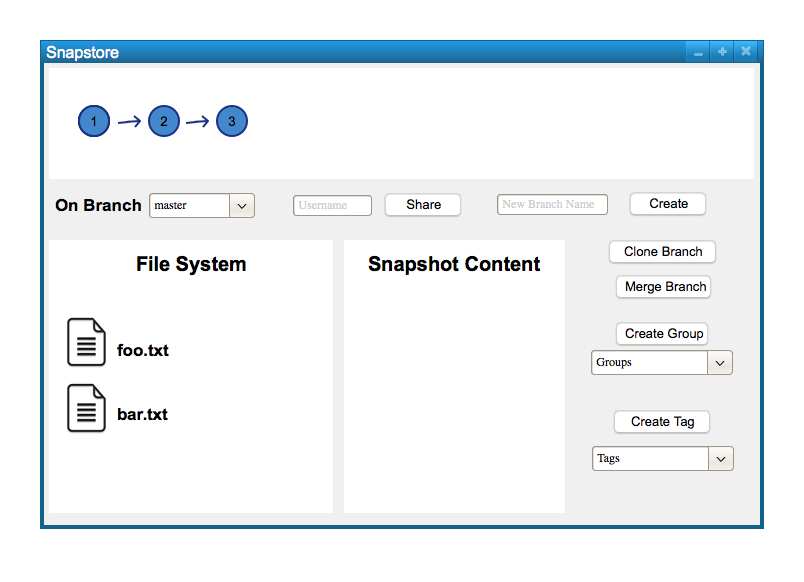 Snapstore
1 2 3
On Branch master Username Share New Branch Name Create
File System
Snapshot Content
Clone Branch
Merge Branch
Create Group
Groups
foo.txt
bar.txt
Create Tag
Tags